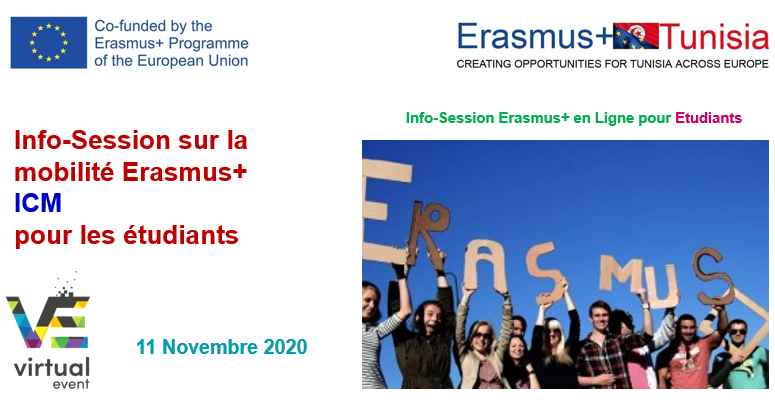 Co-funded by the
Erasmus+ Programme
of the European Union
Erasmus+ Tunisia
CREATING OPPORTUNITIES FOR TUNISIA ACROSS EUROPE
Info-Session Erasmus+ en Ligne pour Etudiants
Info-Session sur la
mobilité Erasmus+
ICM
pour les étudiants
ERASMUS
VE
virtual
event
11 Novembre 2020